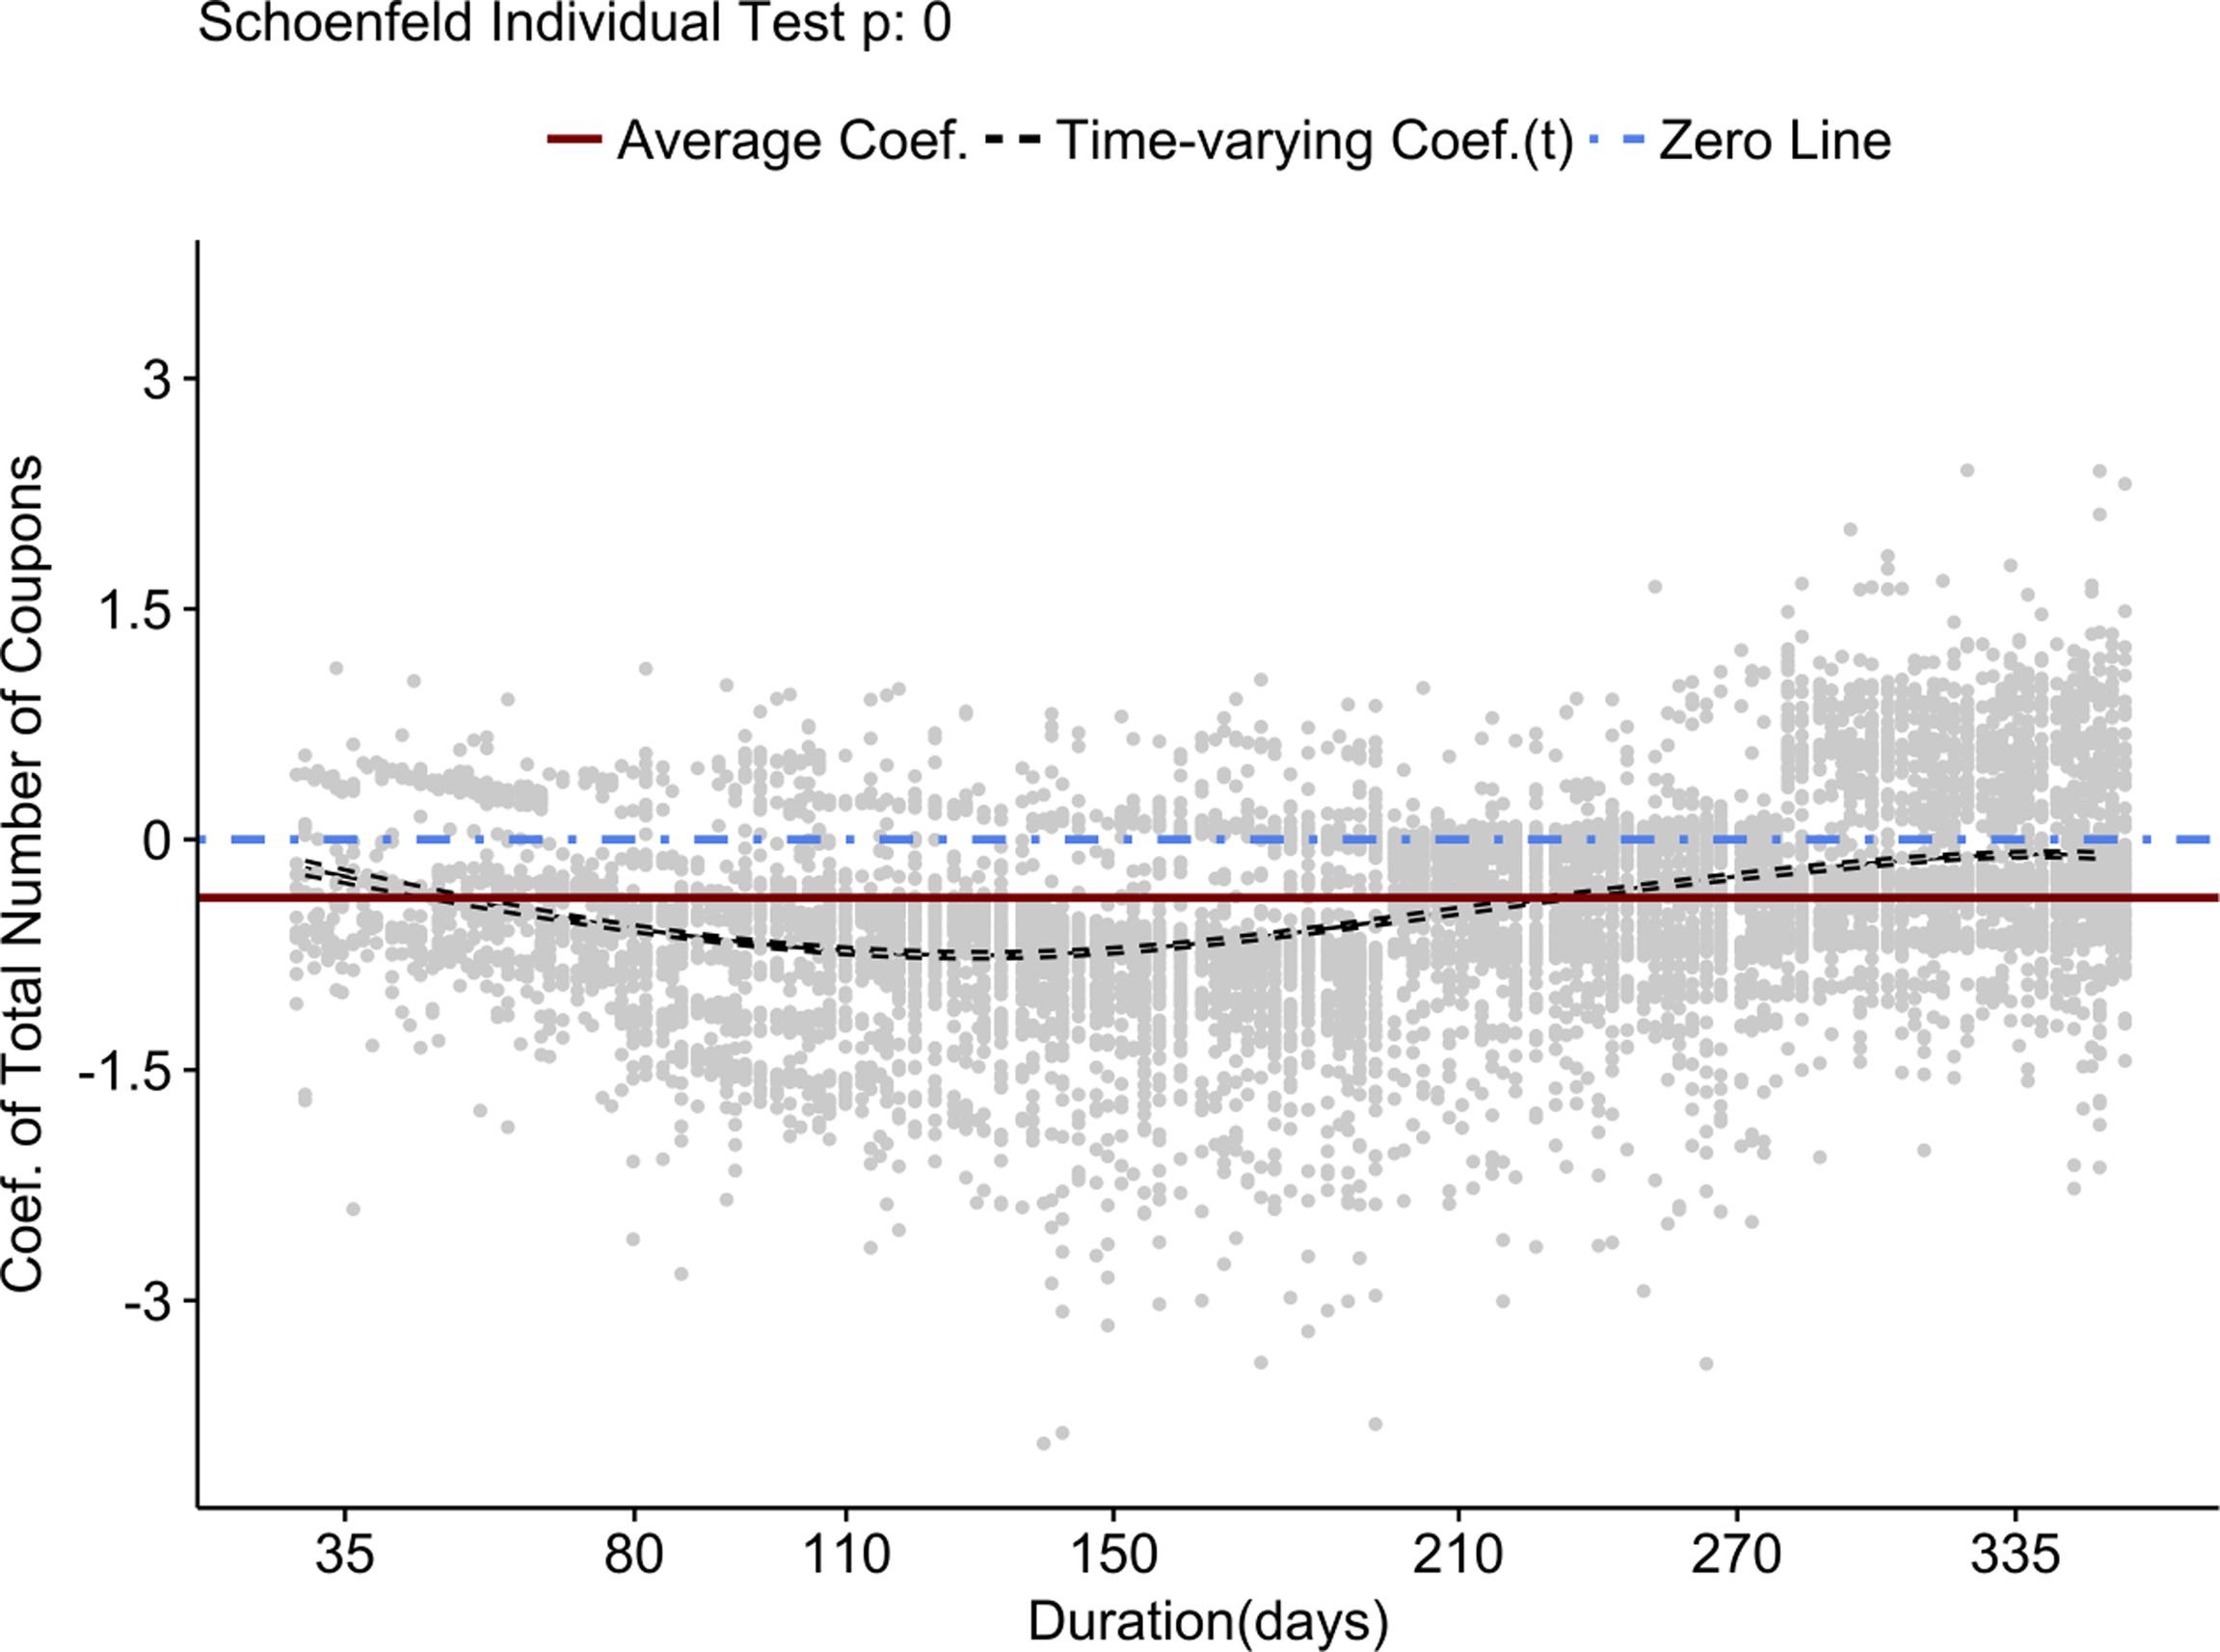 Schoenfeld Individual Test p: 0
Average Coef. Time-varying Coef.(t) Zero Line
Coef. of Total Number of Coupons
3
1.5
0
-1.5
-3
35 80 110 150 210 270 335
Duration(days)